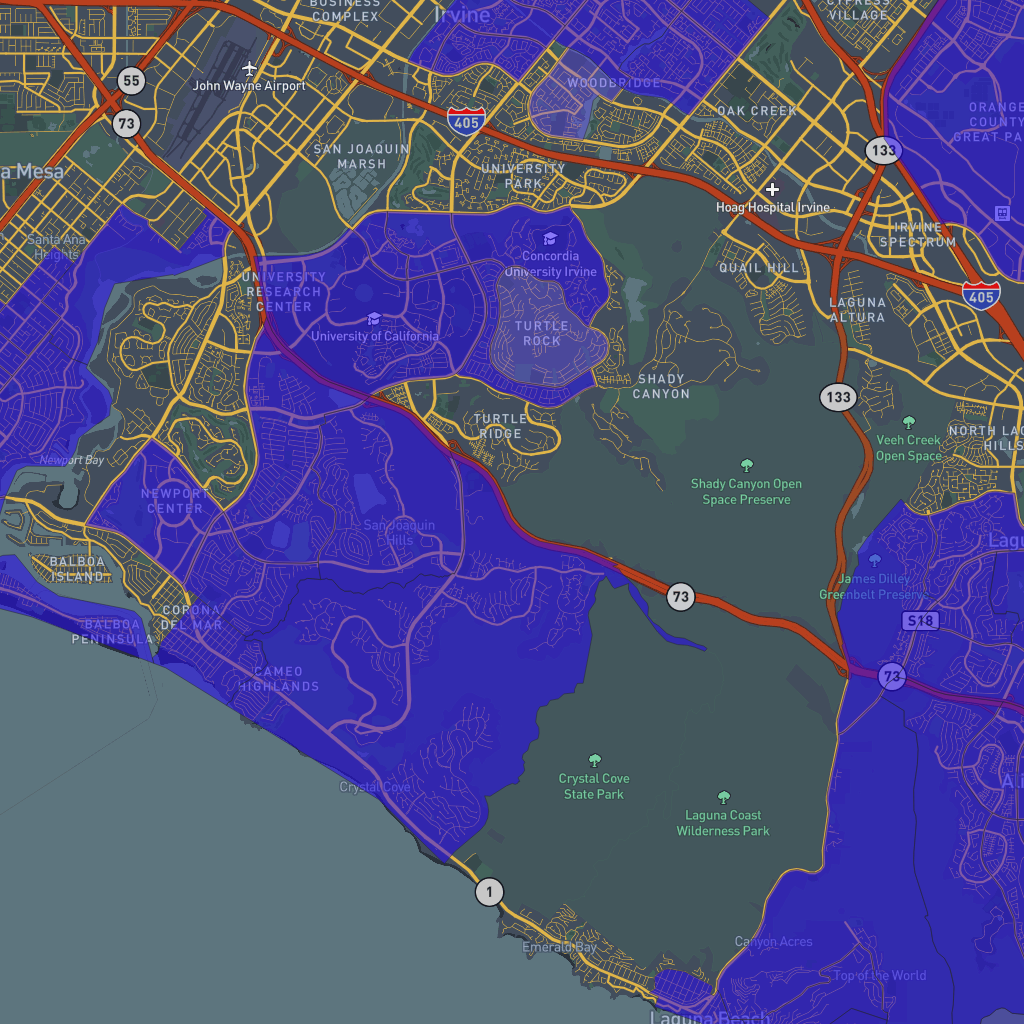 BUSINESS
COMPLEX
Irvine
CYPRESS
VILLAGE
55
John Wayne Airport
WOODBRIDGE
OAK CREEK
ORANGE
COUNTY
GREAT PA
73
405
133
a Mesa
SAN JOAQUIN
MARSH
UNIVERSITY
PARK
Hoag Hospital Irvine
Santa Ana
Heights
Concordia
University Irvine
IRVINE
SPECTRUM
UNIVERSITY
RESEARCH
CENTER
QUAIL HILL
405
LAGUNA
ALTURA
University of California
TURTLE
ROCK
SHADY
CANYON
133
TURTLE
RIDGE
Veeh Creek
Open Space
NORTH LAG
HILLS
Newport Bay
Shady Canyon Open
Space Preserve
NEWPORT
CENTER
San Joaquin
Hills
Lagu
BALBOA
ISLAND
James Dilley
Greenbelt Preserve
73
CORONA
DEL MAR
S18
BALBOA
PENINSULA
CAMEO
HIGHLANDS
73
Crystal Cove
State Park
Al
Crystal Cove
Laguna Coast
Wilderness Park
1
Emerald Bay
Canyon Acres
Top of the World
Laguna Beach